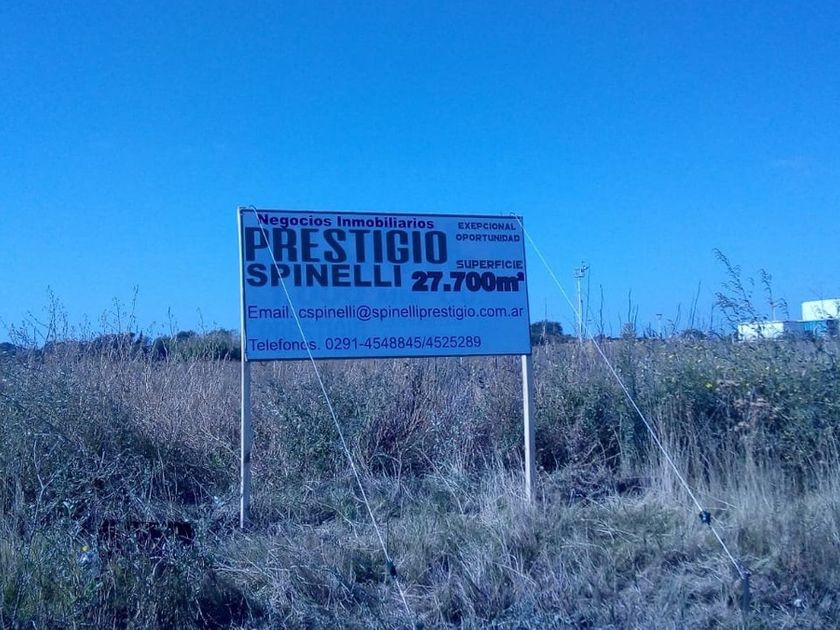 Negocios Inmobiliarios
EXEPCIONAL
OPORTUNIDAD
PRESTIGIO
SPINELLI
SUPERFICIE
27.700m²
Email. cspinelli@spinelliprestigio.com.ar
Telefonos. 0291-4548845/4525289